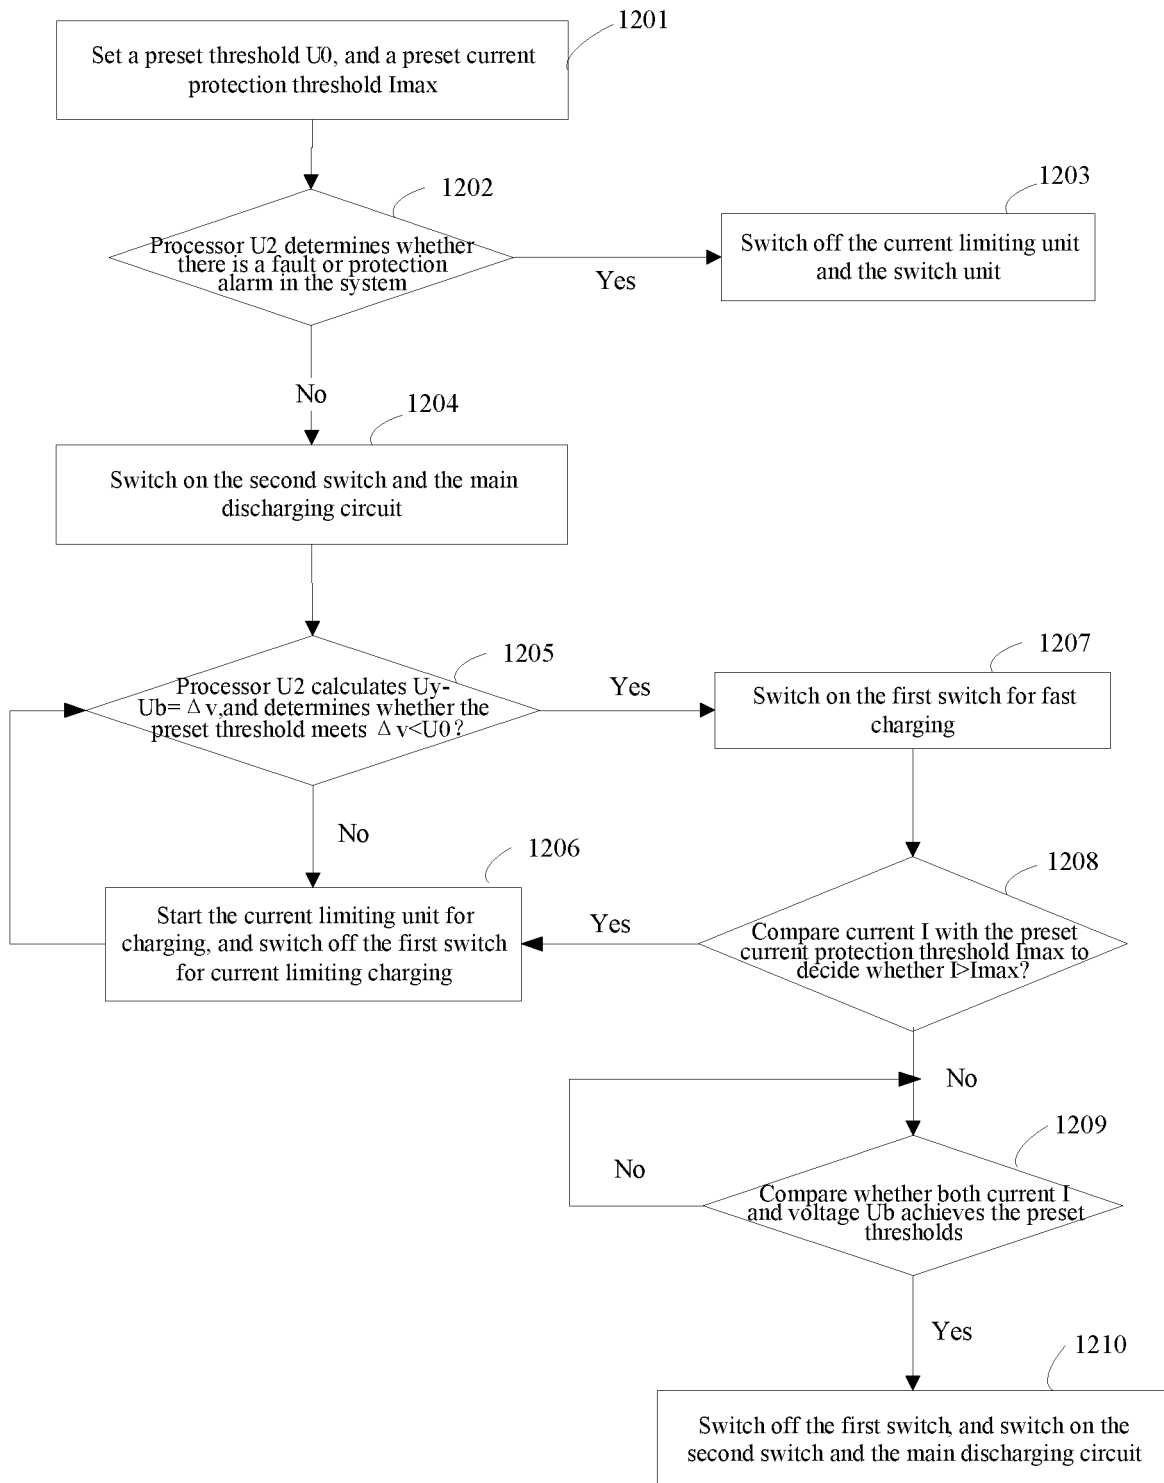 1201
Set a preset threshold U0, and a preset current
protection threshold Imax
1202
Processor U2 determines whether
there is a fault or protection
alarm in the system
Yes
1203
Switch off the current limiting unit
and the switch unit
No
1204
Switch on the second switch and the main
discharging circuit
1205
Processor U2 calculates Uy-
Ub= Δv,and determines whether the
preset threshold meets Δv<U0?
Yes
1207
Switch on the first switch for fast
charging
No
1206
Start the current limiting unit for
charging, and switch off the first switch
for current limiting charging
Yes
1208
Compare current I with the preset
current protection threshold Imax to
decide whether I>Imax?
No
1209
No
Compare whether both current I
and voltage Ub achieves the preset
thresholds
Yes
1210
Switch off the first switch, and switch on the
second switch and the main discharging circuit